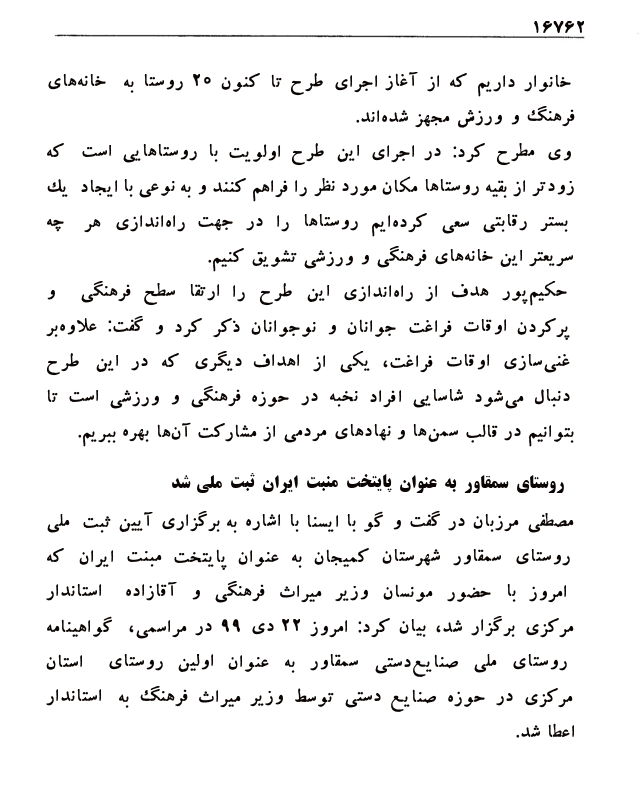 ۱۶۷۶۲
خانوار داریم که از آغاز اجرای طرح تا کنون ۲۵ روستا به خانه‌های
فرهنگ و ورزش مجهز شده‌اند.
وی مطرح کرد: در اجرای این طرح اولویت با روستاهایی است که
زودتر از بقیه روستاها مکان مورد نظر را فراهم کنند و به نوعی با ایجاد یك
بستر رقابتی سعی کرده‌ایم روستاها را در جهت راه‌اندازی هر چه
سریعتر این خانه‌های فرهنگی و ورزشی تشویق کنیم.
حکیم‌پور هدف از راه‌اندازی این طرح را ارتقا سطح فرهنگی و
پرکردن اوقات فراغت جوانان و نوجوانان ذکر کرد و گفت: علاوه‌بر
غنی‌سازی اوقات فراغت، یکی از اهداف دیگری که در این طرح
دنبال می‌شود شاسایی افراد نخبه در حوزه فرهنگی و ورزشی است تا
بتوانیم در قالب سمن‌ها و نهادهای مردمی از مشارکت آن‌ها بهره ببریم.
روستای سمقاور به عنوان پایتخت منبت ایران ثبت ملی شد
مصطفی مرزبان در گفت و گو با ایسنا با اشاره به برگزاری آیین ثبت ملی
روستای سمقاور شهرستان کمیجان به عنوان پایتخت مبنت ایران که
امروز با حضور مونسان وزیر میراث فرهنگی و آقازاده استاندار
مرکزی برگزار شد، بیان کرد: امروز ۲۲ دی ۹۹ در مراسمی، گواهینامه
روستای ملی صنایع‌دستی سمقاور به عنوان اولین روستای استان
مرکزی در حوزه صنایع دستی توسط وزیر میراث فرهنگ به استاندار
اعطا شد.